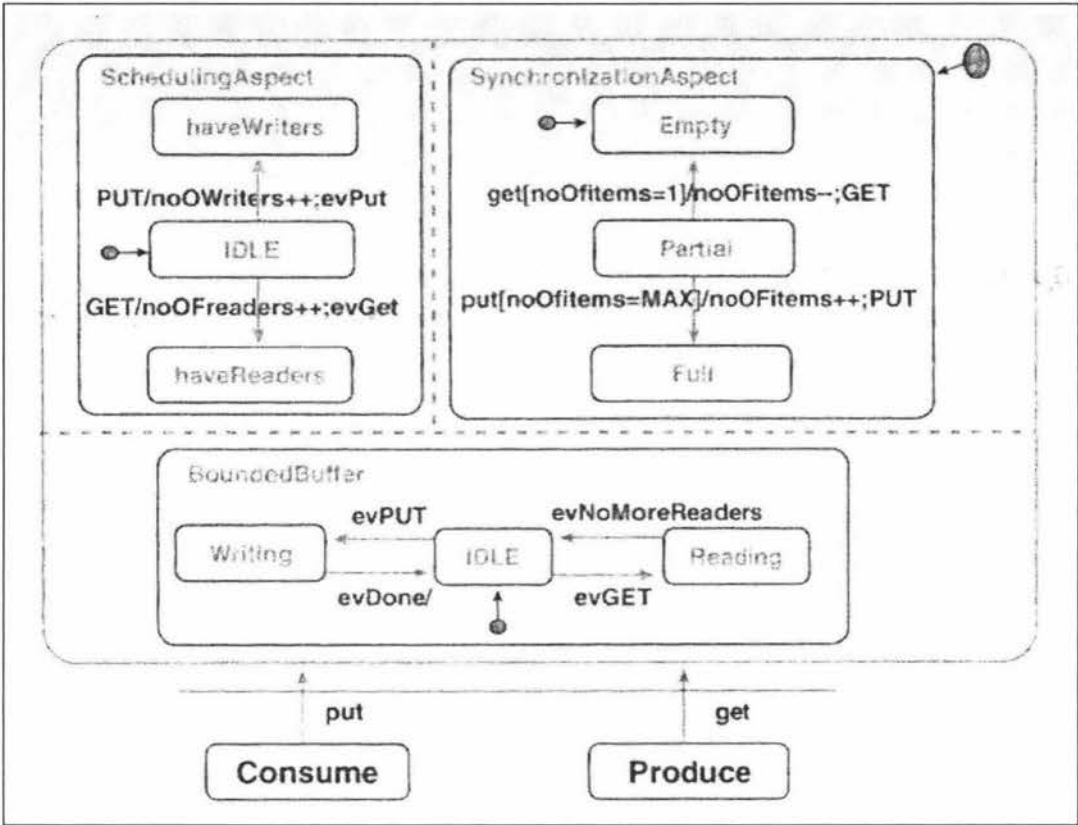 SchedulingAspect
haveWriters
PUT/noOWriters++;evPut
IDLE
GET/noOFreaders++;evGet
haveReaders
SynchronizationAspect
Empty
get[noOfitems=1]/noOFitems--;GET
Partial
put[noOfitems=MAX]/noOFitems++;PUT
Full
BoundedBuffer
evPUT
evNoMoreReaders
Writing
IDLE
Reading
evDone/
evGET
put
get
Consume
Produce